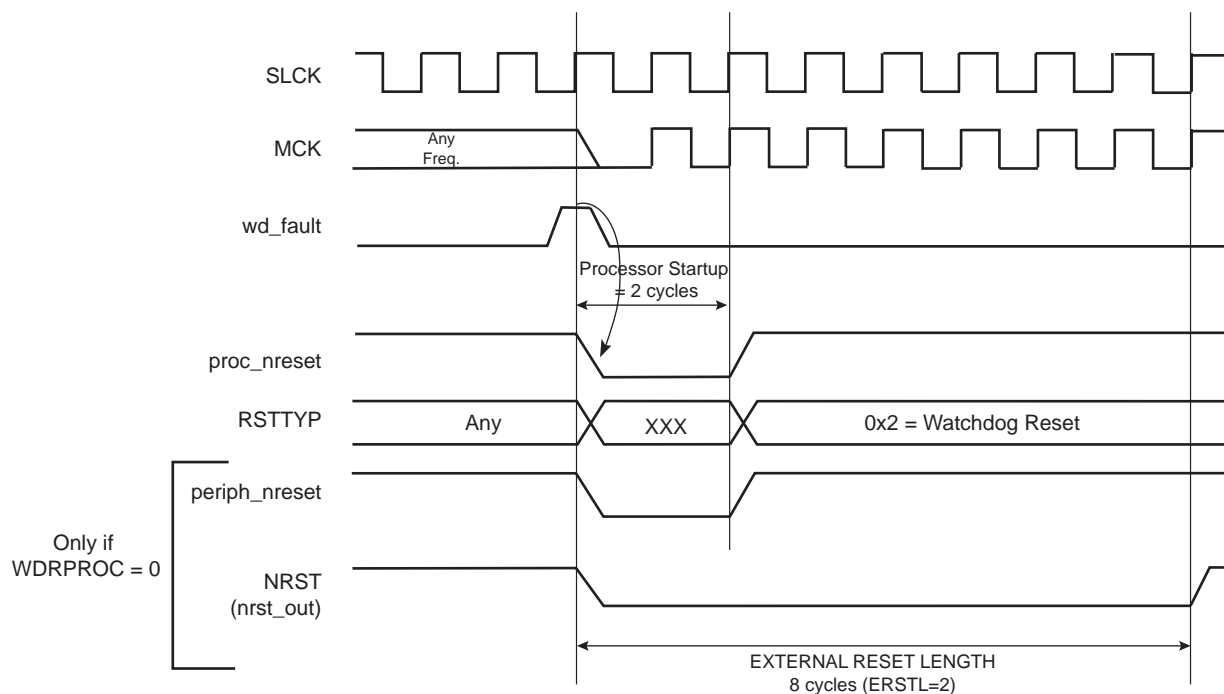 SLCK
MCK
Any
Freq.
wd_fault
Processor Startup
= 2 cycles
proc_nreset
RSTTYP
Any
XXX
0x2 = Watchdog Reset
periph_nreset
Only if
WDRPROC = 0
NRST
(nrst_out)
EXTERNAL RESET LENGTH
8 cycles (ERSTL=2)